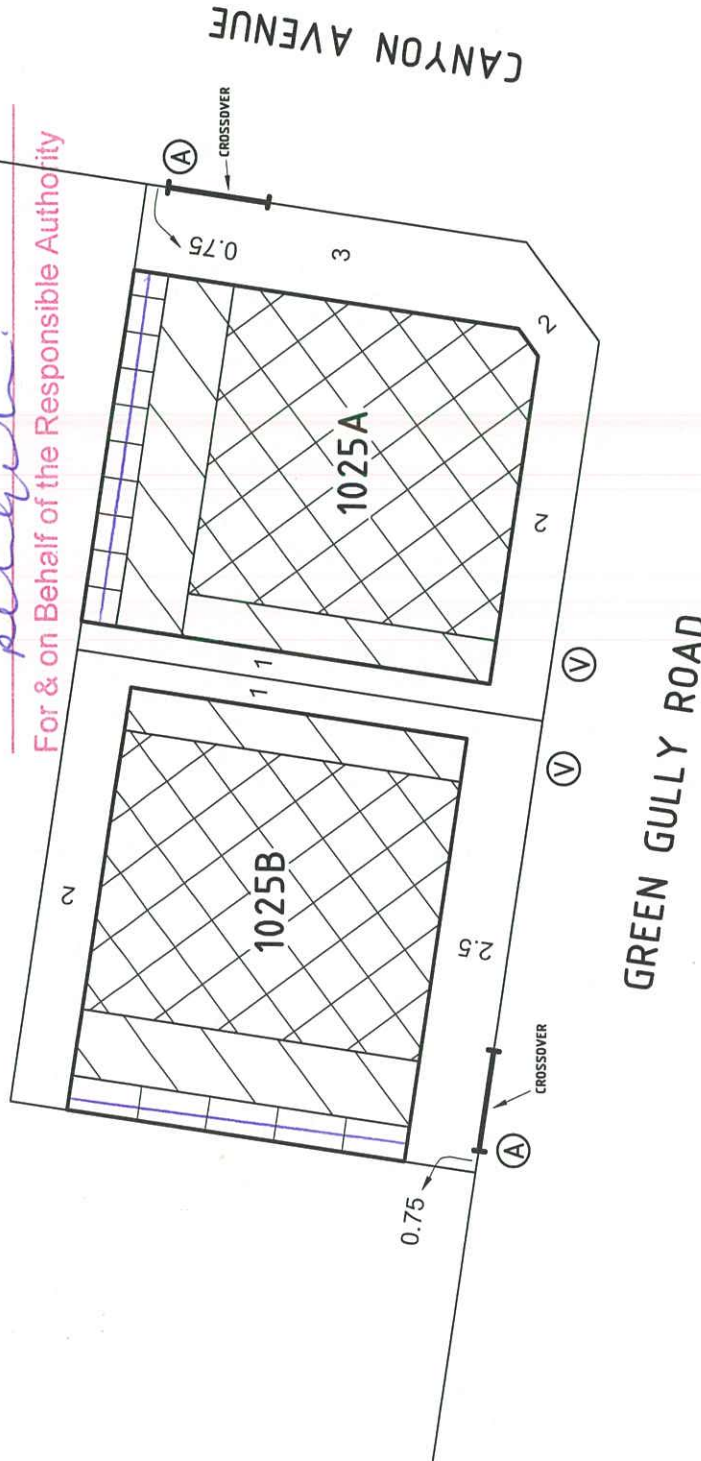 For & on Behalf of the Responsible Authority
CANYON AVENUE
A
CROSSOVER
0.75
3
2
1025A
2
1
1
V
V
2
1025B
2.5
GREEN GULLY ROAD
CROSSOVER
A
0.75